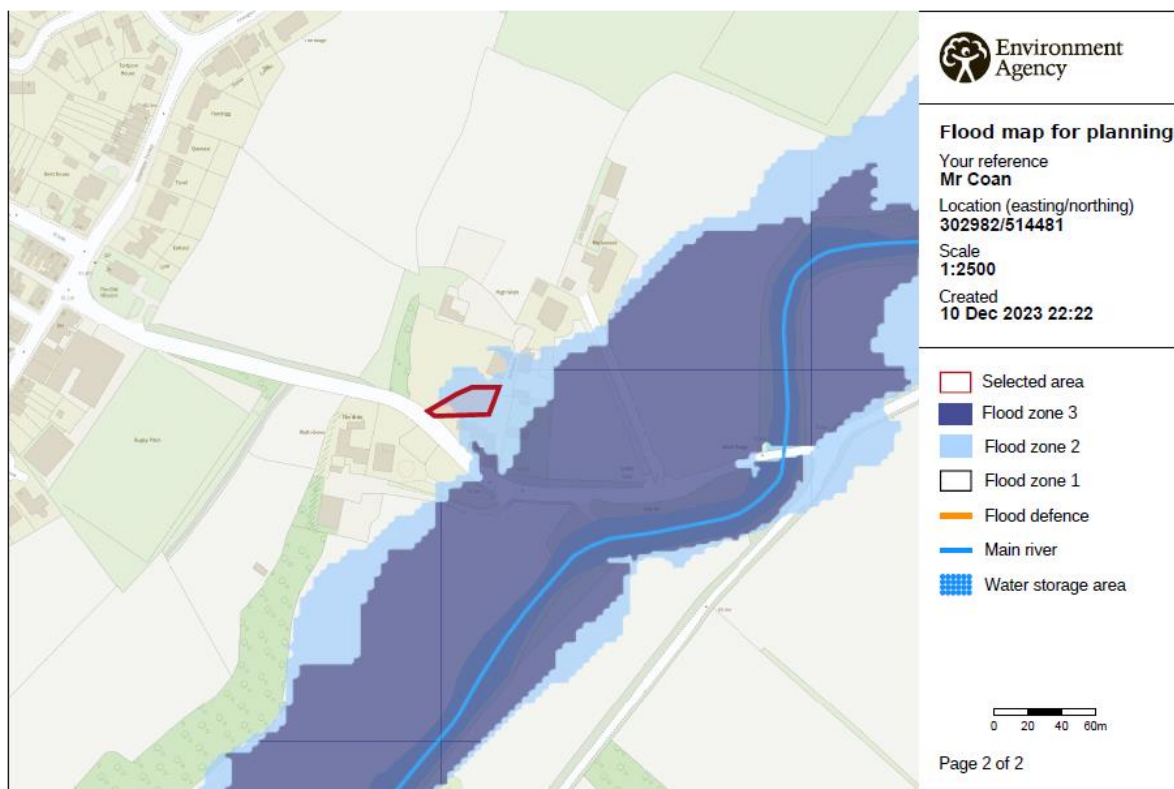 Environment
Agency
Flood map for planning
Your reference
Mr Coan
Location (easting/northing)
302982/514481
Scale
1:2500
Created
10 Dec 2023 22:22
Selected area
Flood zone 3
Flood zone 2
Flood zone 1
Flood defence
Main river
Water storage area
0 20 40 60m
Page 2 of 2
Rugby Pitch